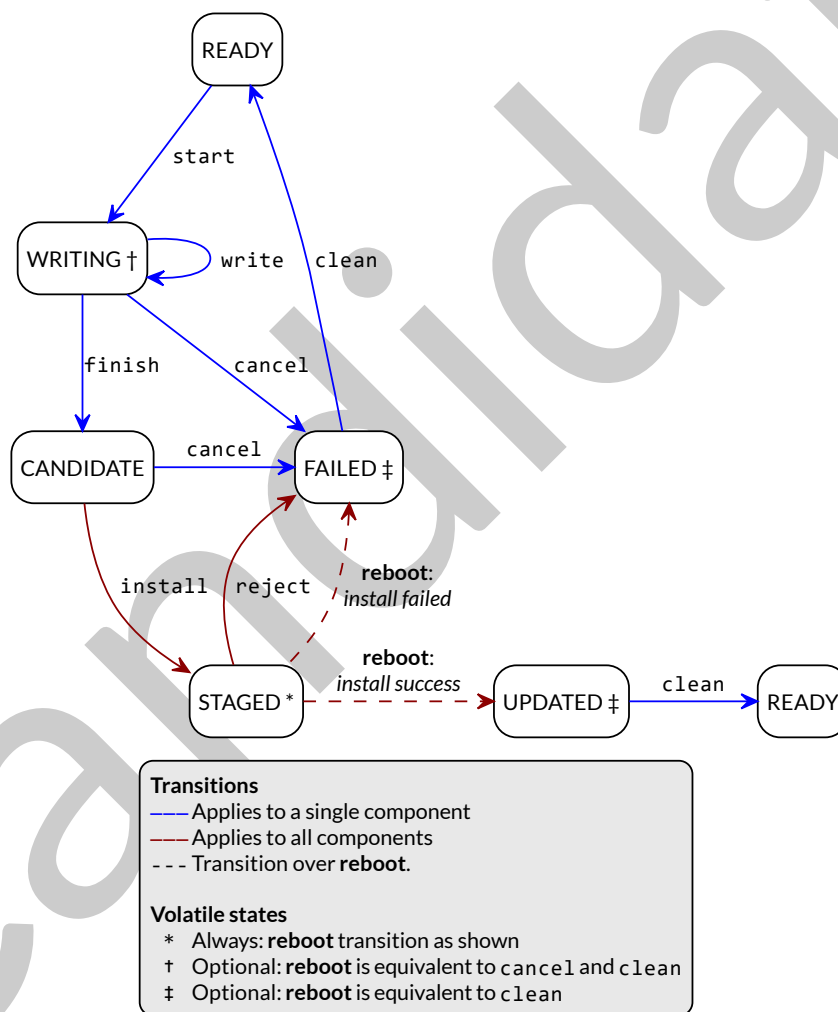 READY
start
WRITING †
write
clean
finish
cancel
CANDIDATE
cancel
FAILED ‡
install
reject
reboot:
install failed
reboot:
install success
STAGED *
UPDATED ‡
clean
READY
Transitions
——— Applies to a single component
——— Applies to all components
- - - Transition over reboot.
Volatile states
* Always: reboot transition as shown
† Optional: reboot is equivalent to cancel and clean
‡ Optional: reboot is equivalent to clean